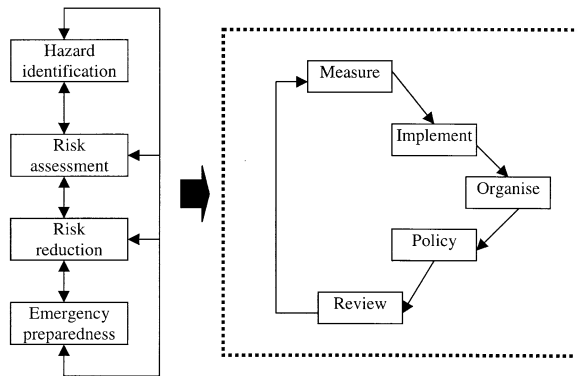 Hazard
identification
Risk
assessment
Risk
reduction
Emergency
preparedness
Measure
Implement
Organise
Policy
Review